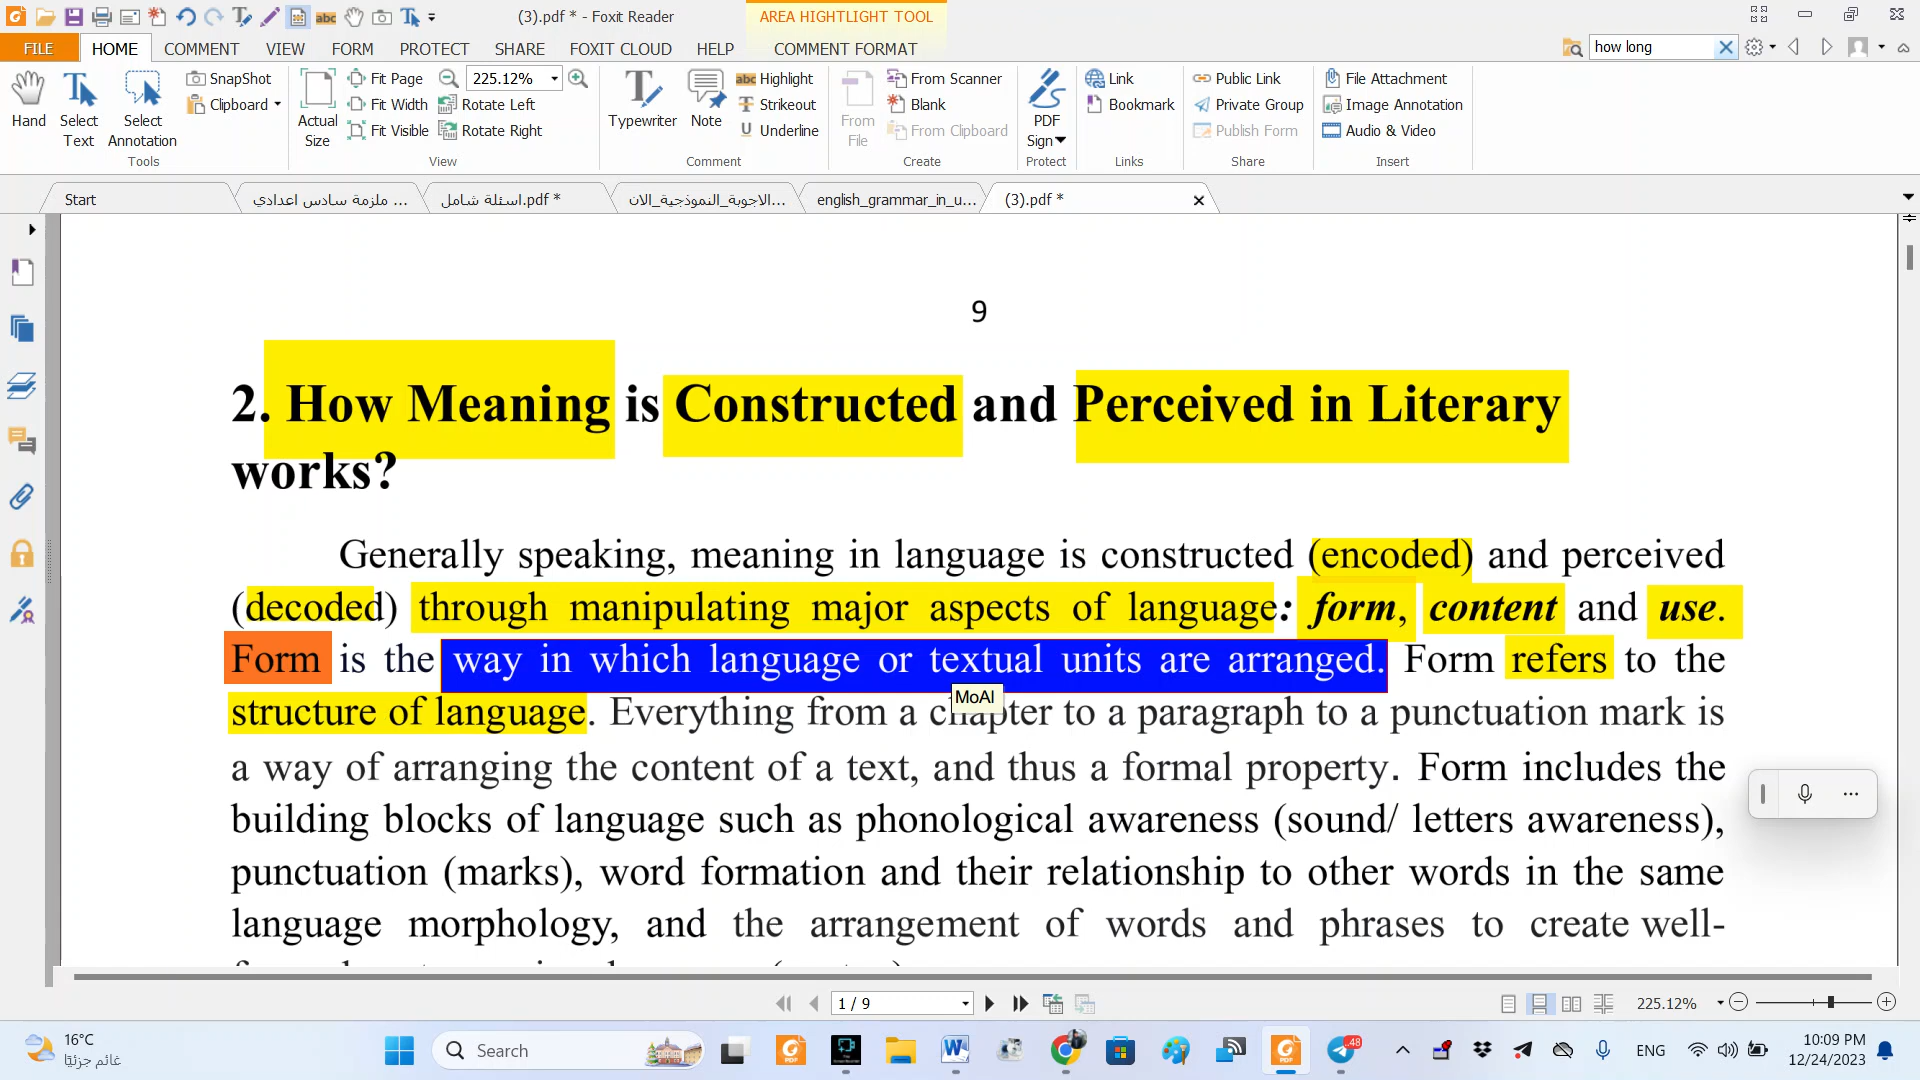 (3).pdf * - Foxit Reader
AREA HIGHTLIGHT TOOL
FILE HOME COMMENT VIEW FORM PROTECT SHARE FOXIT CLOUD HELP COMMENT FORMAT
how long
Hand
Select Text
Select Annotation
SnapShot
Clipboard
Tools
Actual Size
Fit Page
Fit Width
Fit Visible
225.12%
Rotate Left
Rotate Right
View
Typewriter
Note
Highlight
Strikeout
Underline
Comment
From File
From Scanner
Blank
From Clipboard
Create
PDF Sign
Protect
Link
Bookmark
Links
Public Link
Private Group
Publish Form
Share
File Attachment
Image Annotation
Audio & Video
Insert
Start
ملزمة سادس اعدادي ...
اسئلة شامل.pdf *
الاجوبة_النموذجية_الان...
english_grammar_in_u...
(3).pdf *
9
2. How Meaning is Constructed and Perceived in Literary
works?
Generally speaking, meaning in language is constructed (encoded) and perceived
(decoded) through manipulating major aspects of language: form, content and use.
Form is the way in which language or textual units are arranged. Form refers to the
MoAl
structure of language. Everything from a chapter to a paragraph to a punctuation mark is
a way of arranging the content of a text, and thus a formal property. Form includes the
building blocks of language such as phonological awareness (sound/ letters awareness),
punctuation (marks), word formation and their relationship to other words in the same
language morphology, and the arrangement of words and phrases to create well-
1 / 9
225.12%
16°C
غائم جزئيًا
Search
48
ENG
10:09 PM
12/24/2023